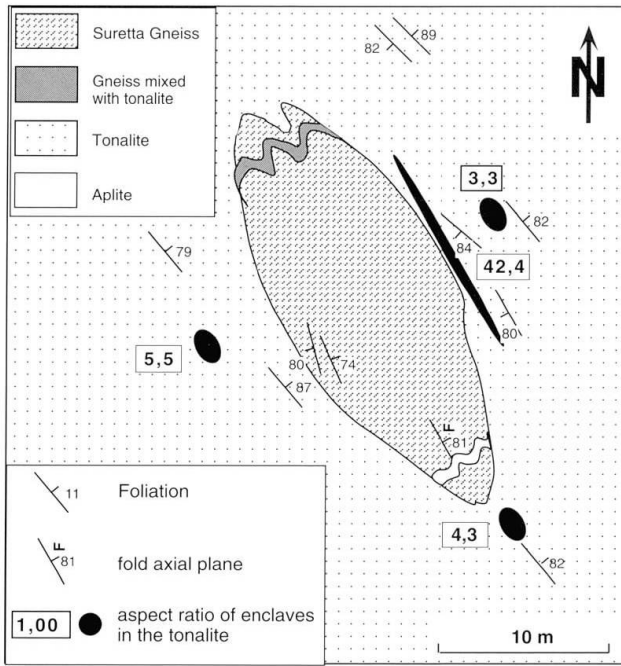 Suretta Gneiss
Gneiss mixed
with tonalite
Tonalite
Aplite
89
82
N
3,3
82
84
42,4
79
80
5,5
80
74
87
F
81
4,3
82
11
Foliation
F
81
fold axial plane
1,00
aspect ratio of enclaves
in the tonalite
10 m